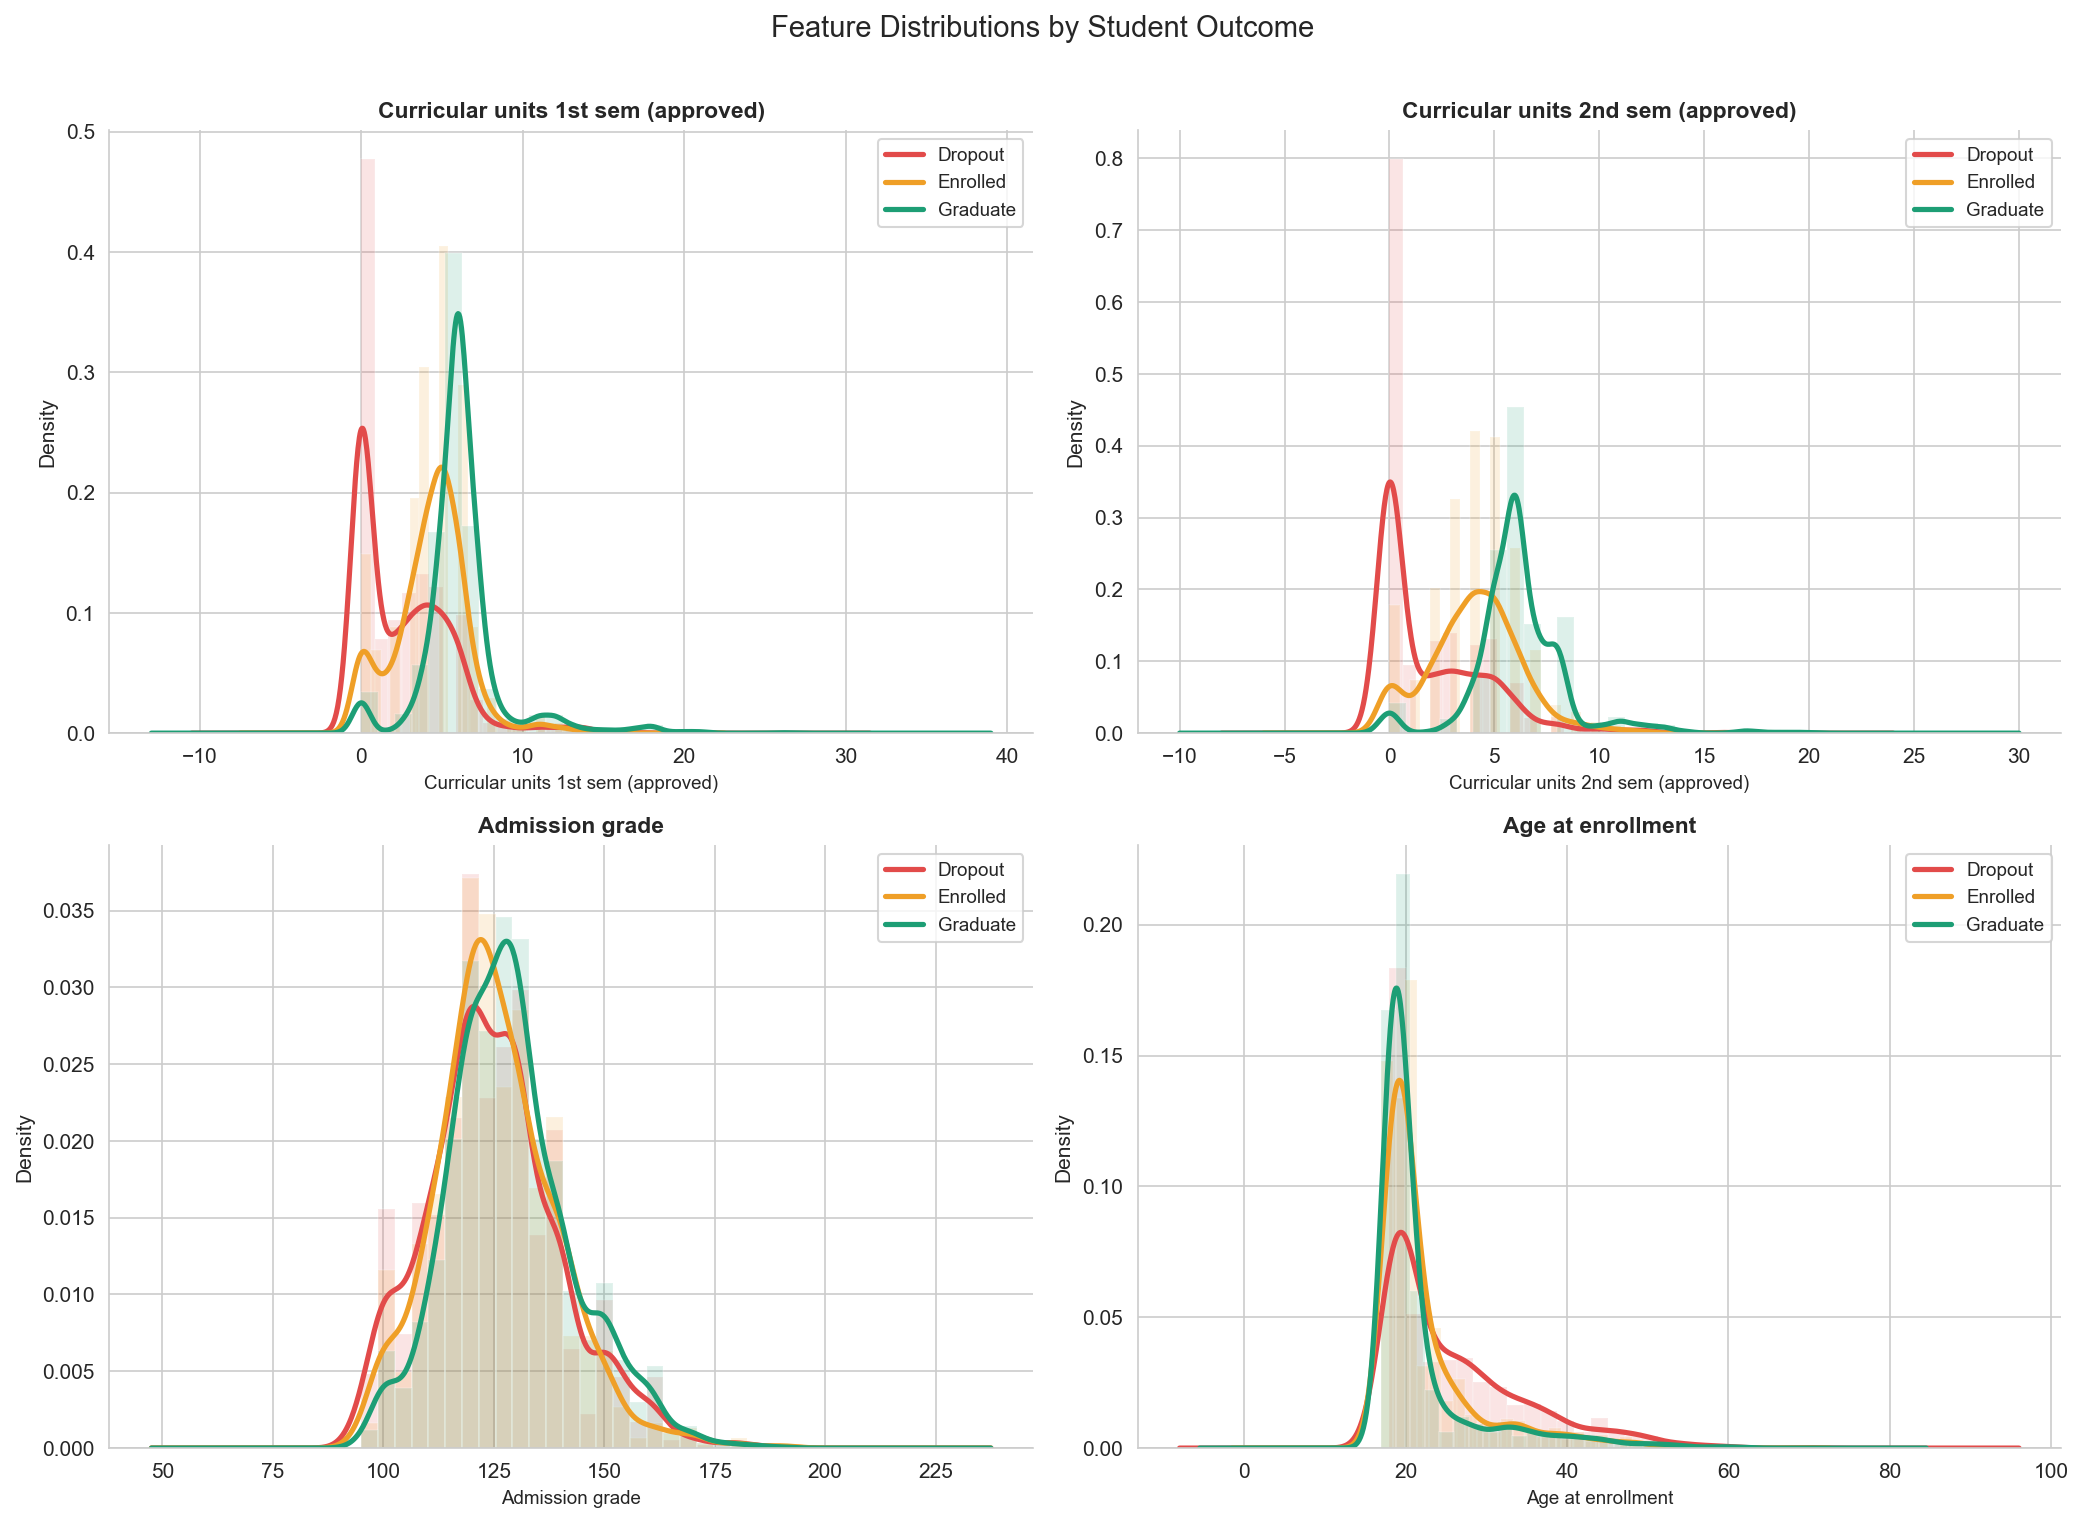 Feature Distributions by Student Outcome
Curricular units 1st sem (approved)
Dropout
Enrolled
Graduate
0.5
0.4
0.3
0.2
0.1
0.0
Density
−10 0 10 20 30 40
Curricular units 1st sem (approved)
Curricular units 2nd sem (approved)
Dropout
Enrolled
Graduate
0.8
0.7
0.6
0.5
0.4
0.3
0.2
0.1
0.0
Density
−10 −5 0 5 10 15 20 25 30
Curricular units 2nd sem (approved)
Admission grade
Dropout
Enrolled
Graduate
0.035
0.030
0.025
0.020
0.015
0.010
0.005
0.000
Density
50 75 100 125 150 175 200 225
Admission grade
Age at enrollment
Dropout
Enrolled
Graduate
0.20
0.15
0.10
0.05
0.00
Density
0 20 40 60 80 100
Age at enrollment